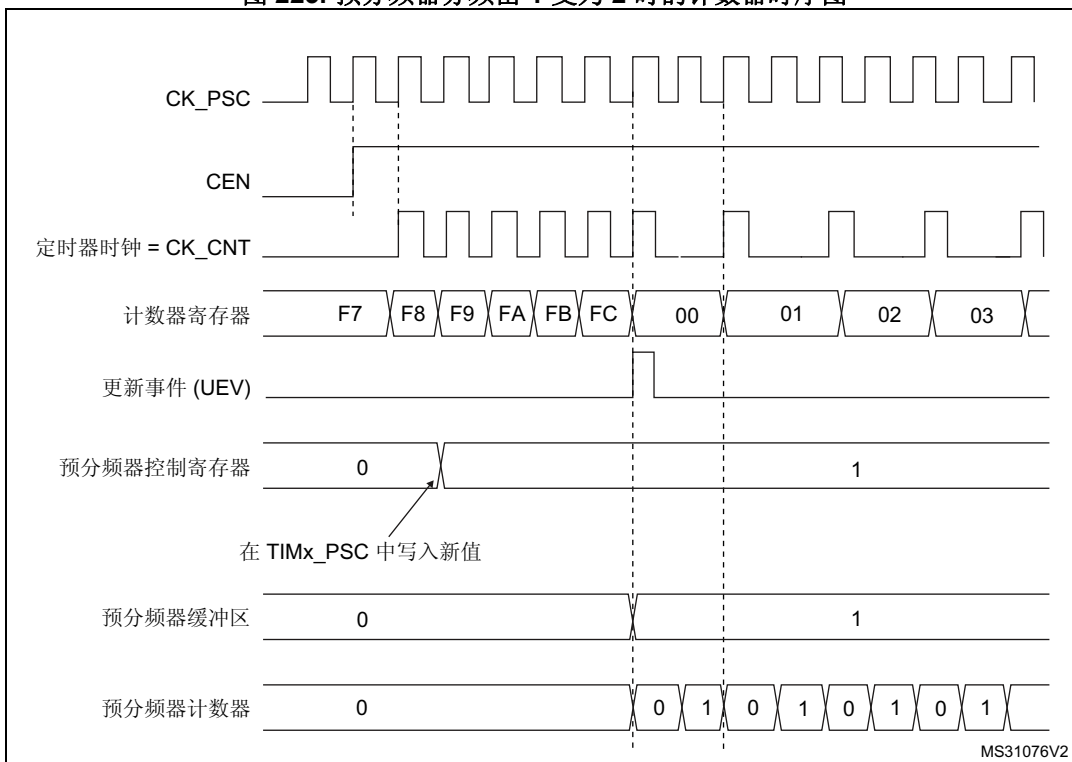 CK_PSC
CEN
定时器时钟 = CK_CNT
计数器寄存器 F7 F8 F9 FA FB FC 00 01 02 03
更新事件 (UEV)
预分频器控制寄存器 0 1
在 TIMx_PSC 中写入新值
预分频器缓冲区 0 1
预分频器计数器 0 0 1 0 1 0 1 0 1
MS31076V2